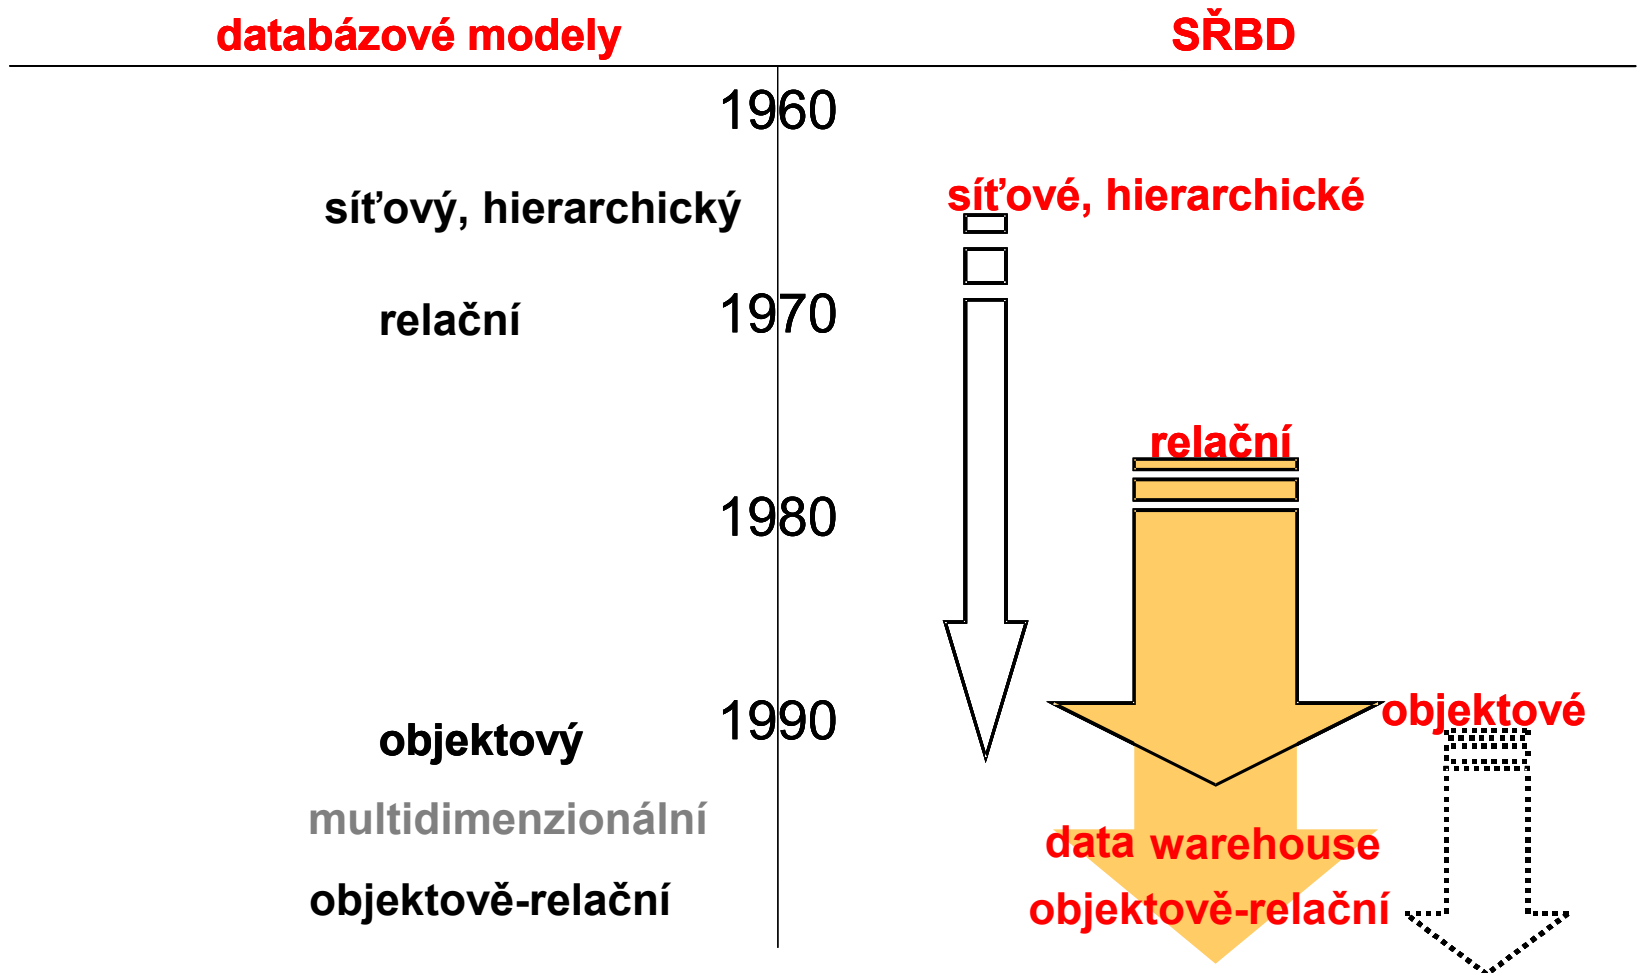 databázové modely SŘBD
1960
síťový, hierarchický síťové, hierarchické
relační 1970
relační
1980
objektový 1990 objektové
multidimenzionální
data warehouse
objektově-relační objektově-relační